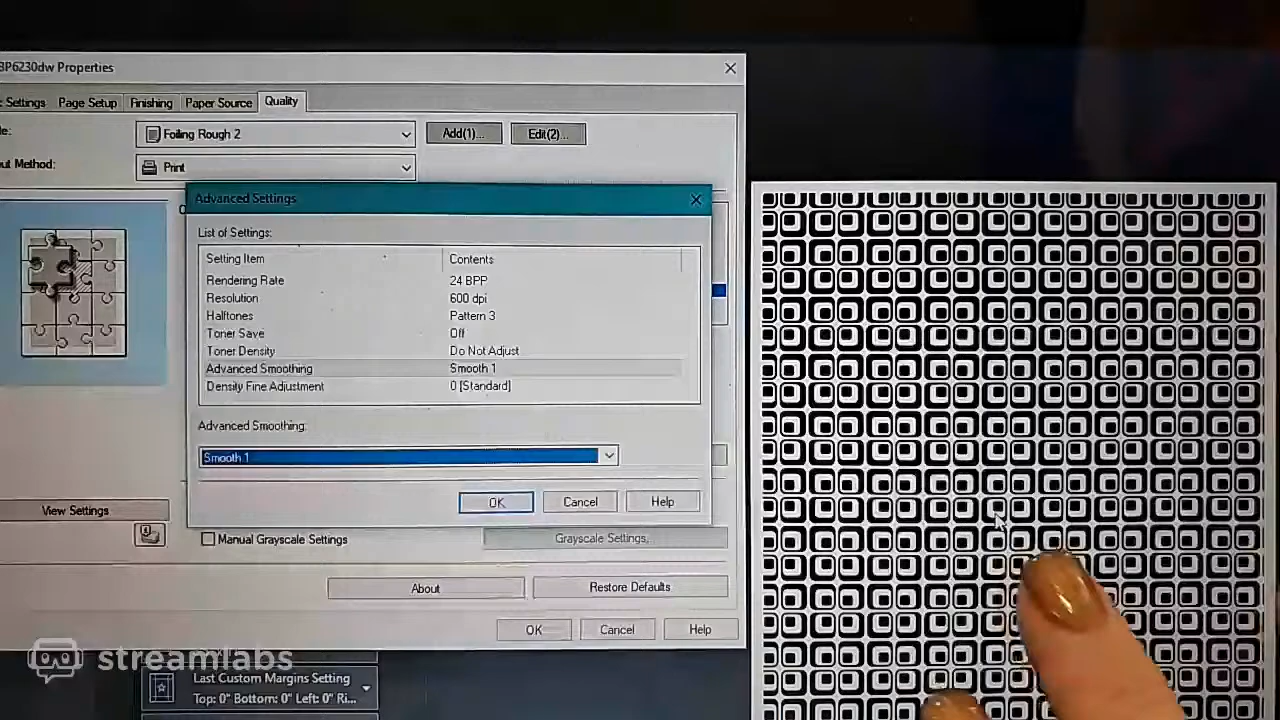 BP6230dw Properties
Settings Page Setup Finishing Paper Source Quality
Foiling Rough 2 Add(1)... Edit(2)...
Method: Print
Advanced Settings
List of Settings:
Setting Item Contents
Rendering Rate 24 BPP
Resolution 600 dpi
Halftones Pattern 3
Toner Save Off
Toner Density Do Not Adjust
Advanced Smoothing Smooth 1
Density Fine Adjustment 0 [Standard]
Advanced Smoothing:
Smooth 1
OK Cancel Help
View Settings
Manual Grayscale Settings Grayscale Settings...
About Restore Defaults
OK Cancel Help
streamlabs
Last Custom Margins Setting
Top: 0" Bottom: 0" Left: 0" Ri...